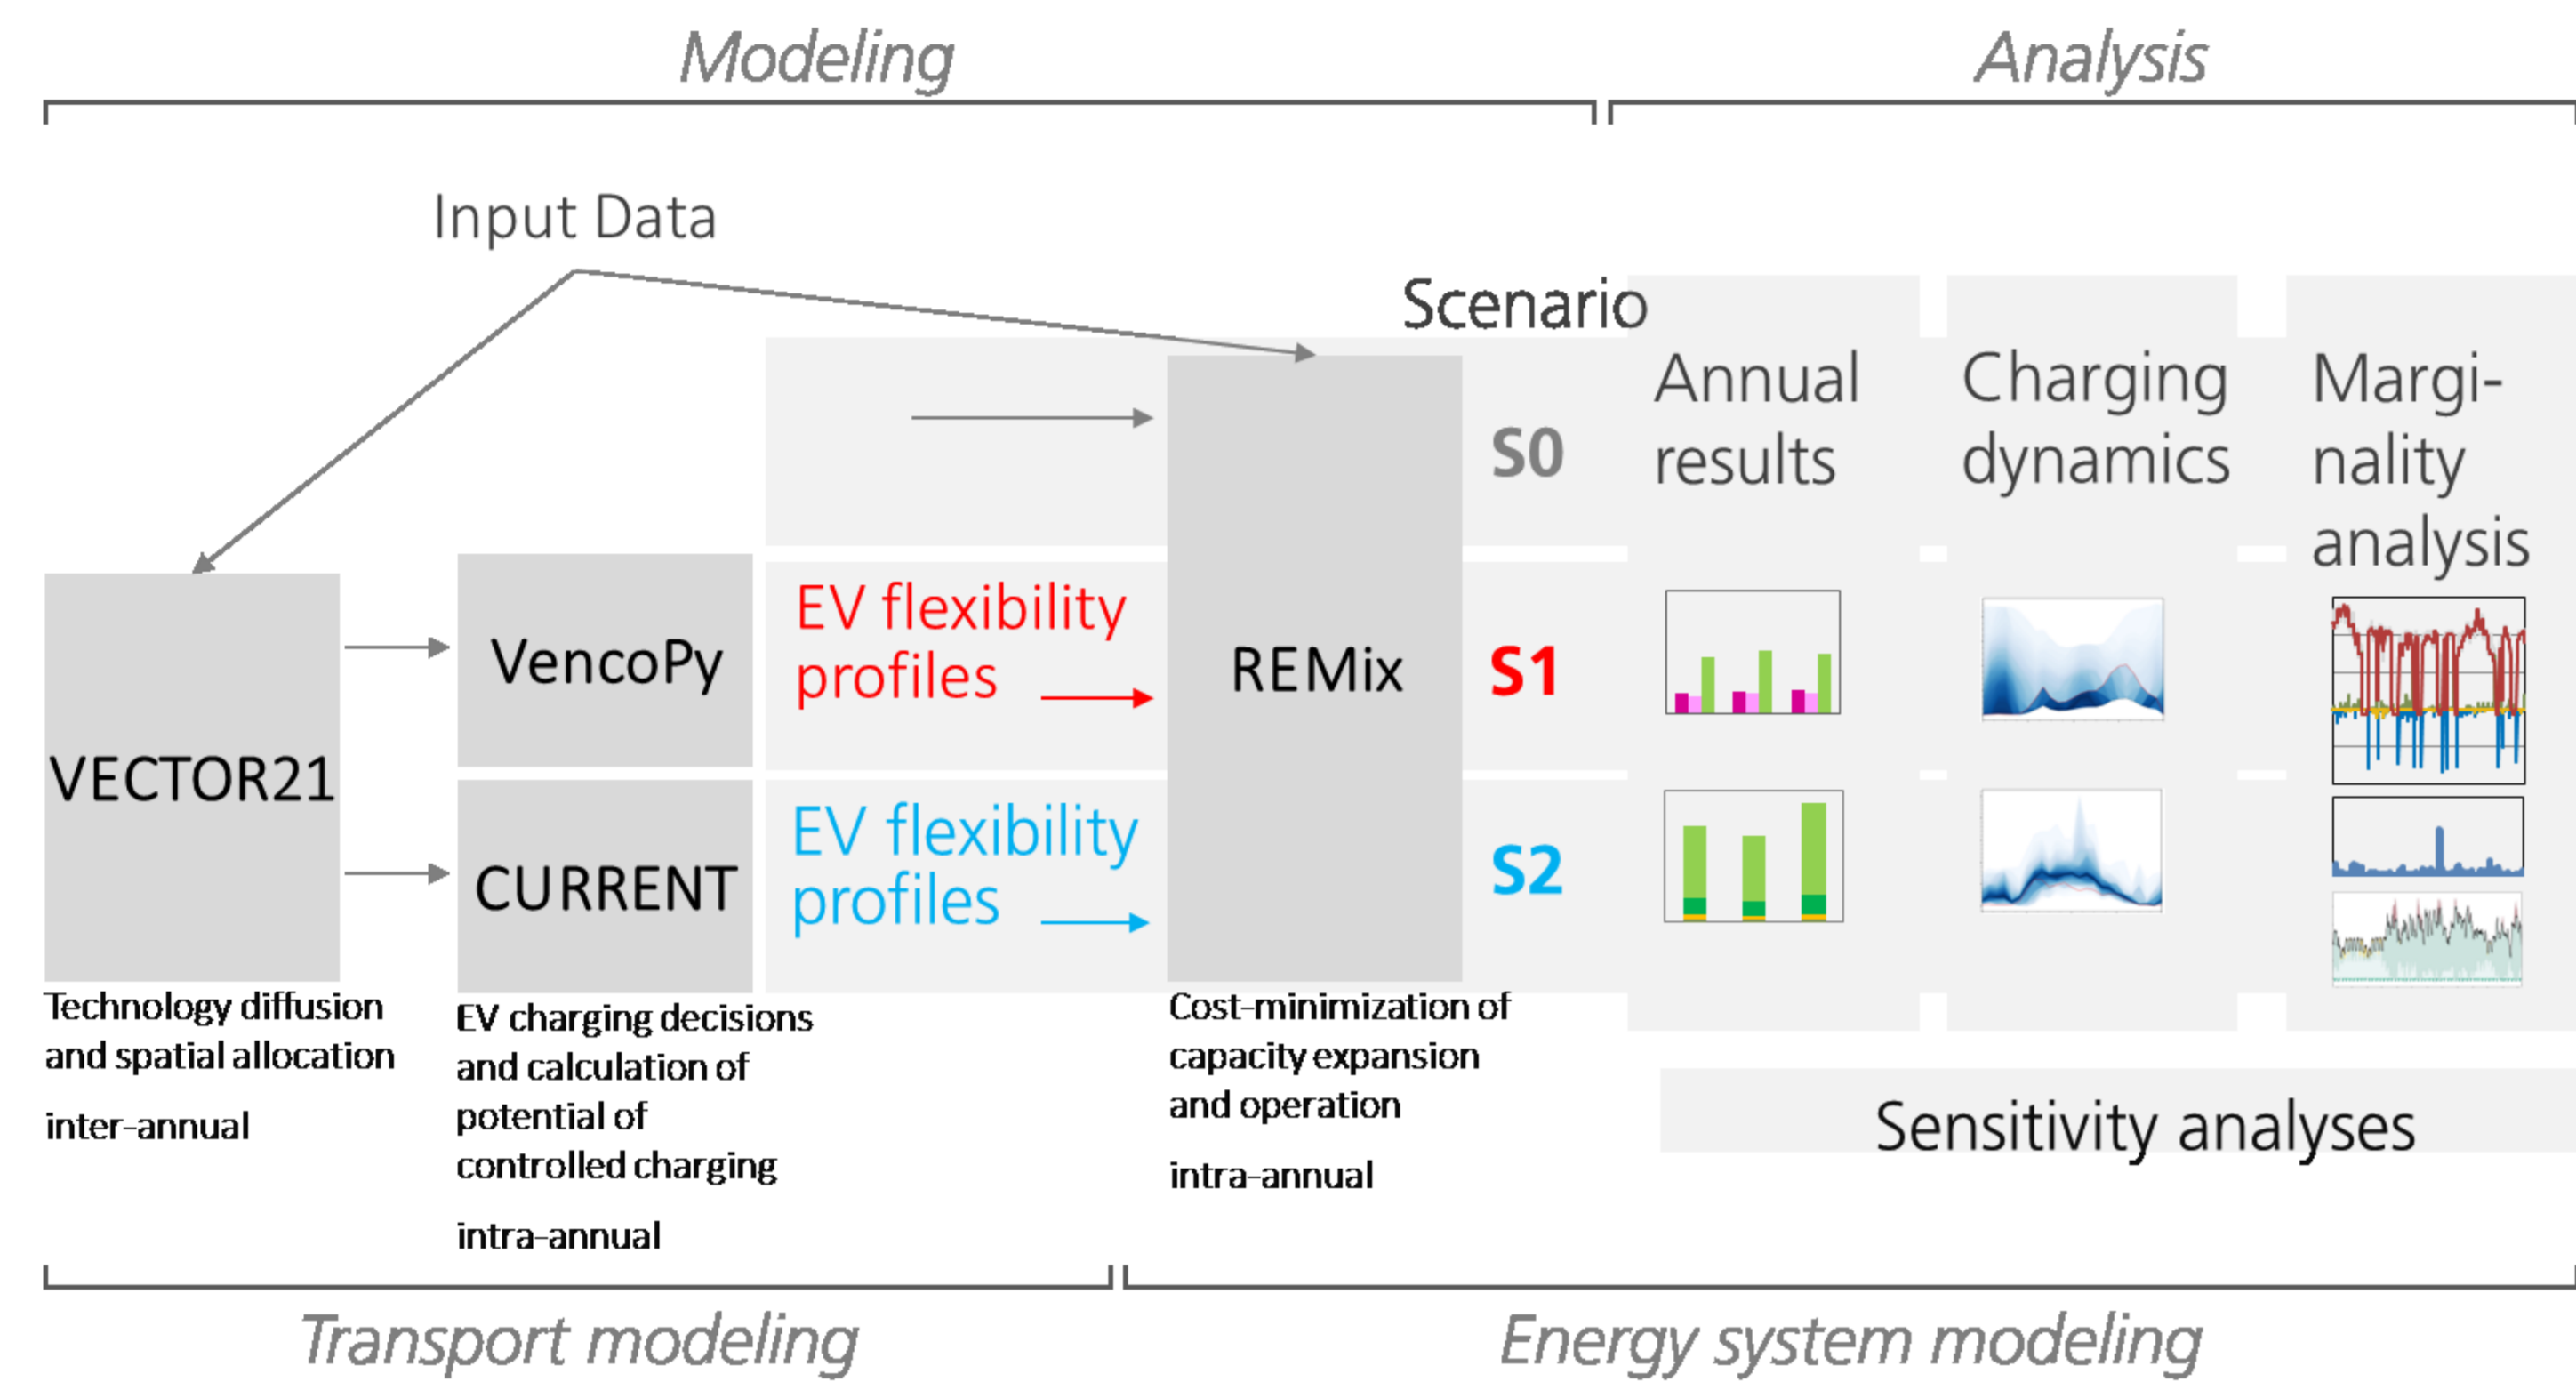 Modeling
Analysis
Input Data
Scenario
Annual
results
Charging
dynamics
Margi-
nality
analysis
S0
VECTOR21
VencoPy
CURRENT
EV flexibility
profiles
EV flexibility
profiles
REMix
S1
S2
Technology diffusion
and spatial allocation
inter-annual
EV charging decisions
and calculation of
potential of
controlled charging
intra-annual
Cost-minimization of
capacity expansion
and operation
intra-annual
Sensitivity analyses
Transport modeling
Energy system modeling